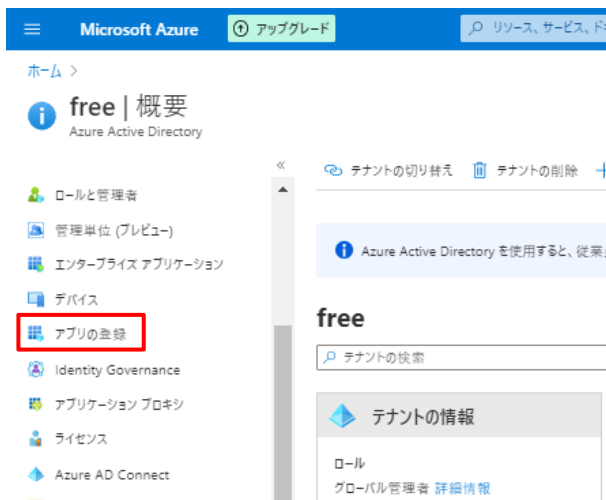 Microsoft Azure
アップグレード
リソース、サービス、ドキ
ホーム >
free | 概要
Azure Active Directory
«
テナントの切り替え
テナントの削除
+
ロールと管理者
管理単位 (プレビュー)
エンタープライズ アプリケーション
デバイス
アプリの登録
Identity Governance
アプリケーション プロキシ
ライセンス
Azure AD Connect
Azure Active Directory を使用すると、従業
free
テナントの検索
テナントの情報
ロール
グローバル管理者 詳細情報